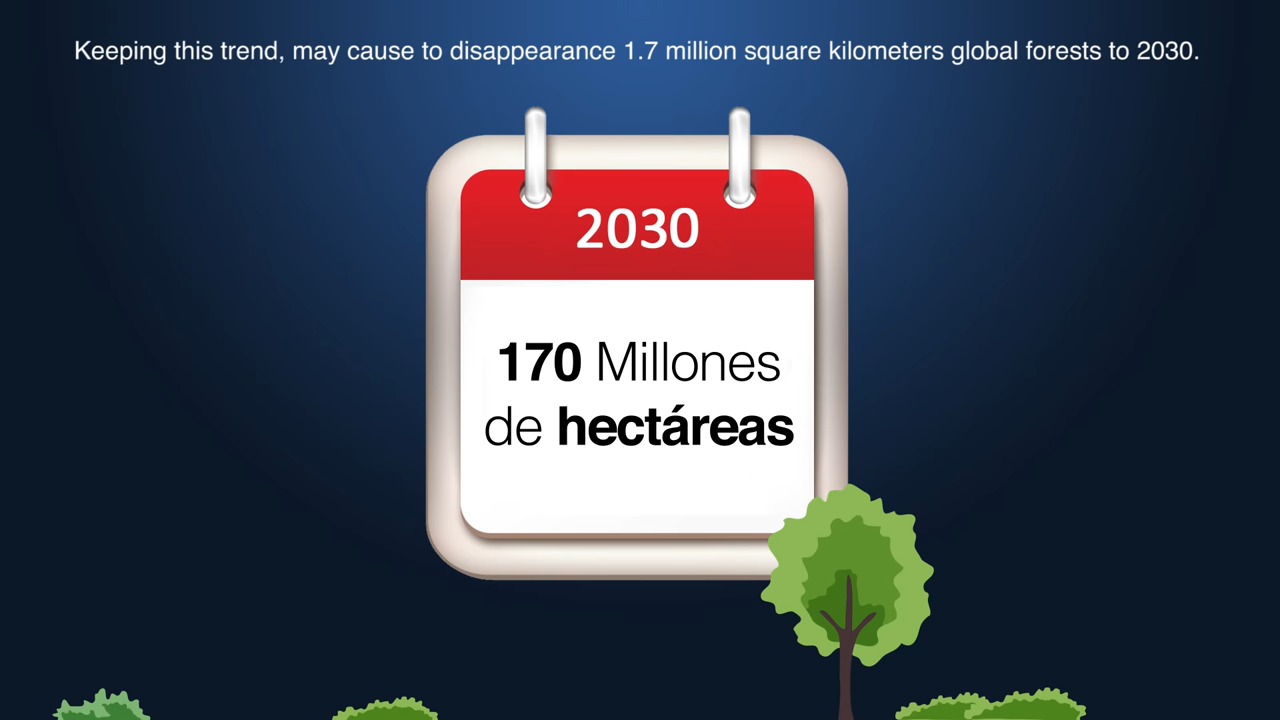 Keeping this trend, may cause to disappearance 1.7 million square kilometers global forests to 2030.
2030
170 Millones
de hectáreas